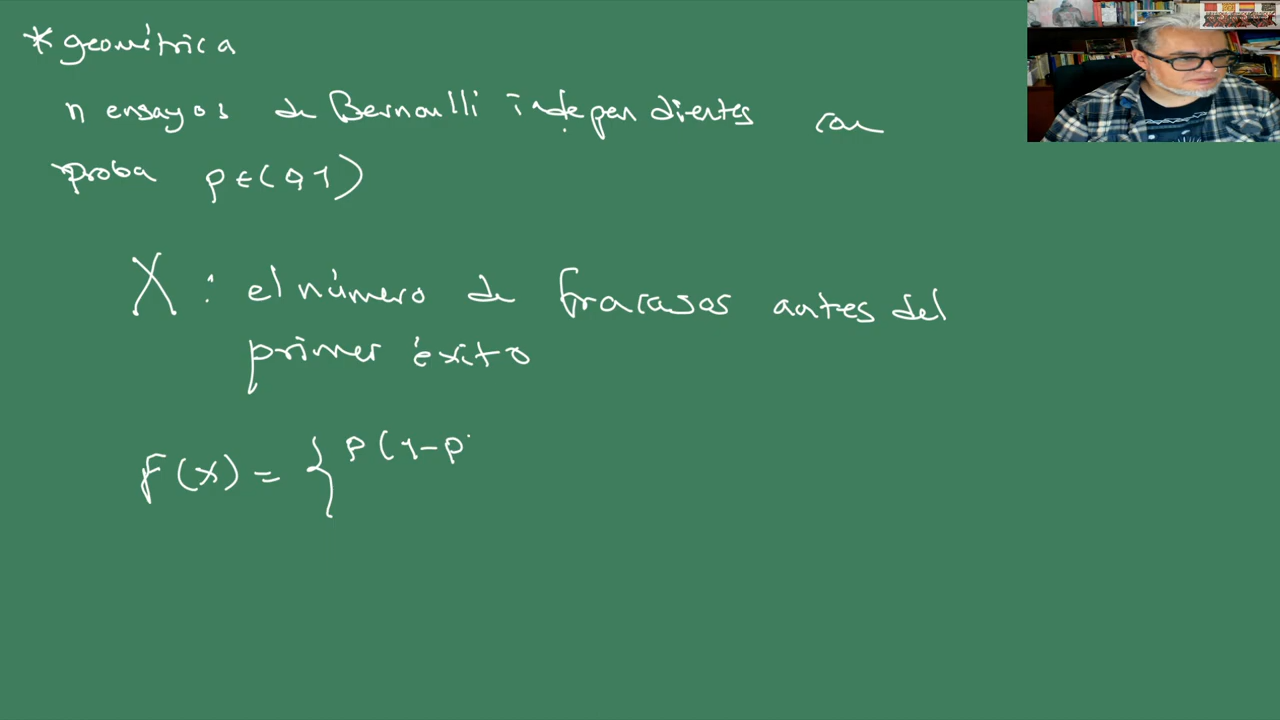 * geométrica
n ensayos de Bernoulli independientes con
proba p ∈ (0,1)
X : el número de fracasos antes del
primer éxito
f(x) = { p(1-p